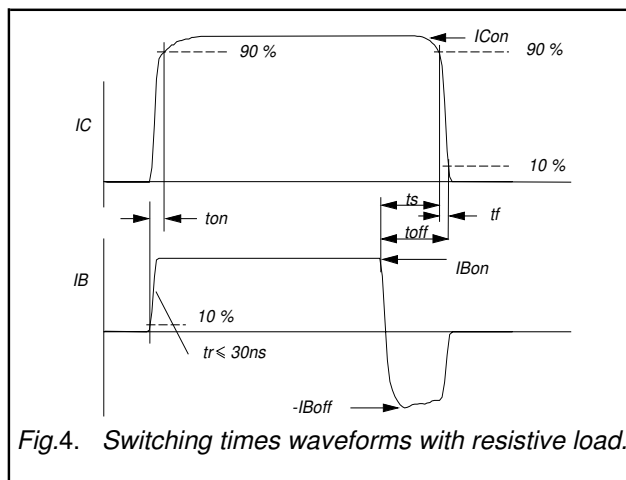 ICon
90 %
90 %
IC
10 %
ts
ton
tf
toff
IB
IBon
10 %
tr ⩽ 30ns
-IBoff
Fig.4. Switching times waveforms with resistive load.